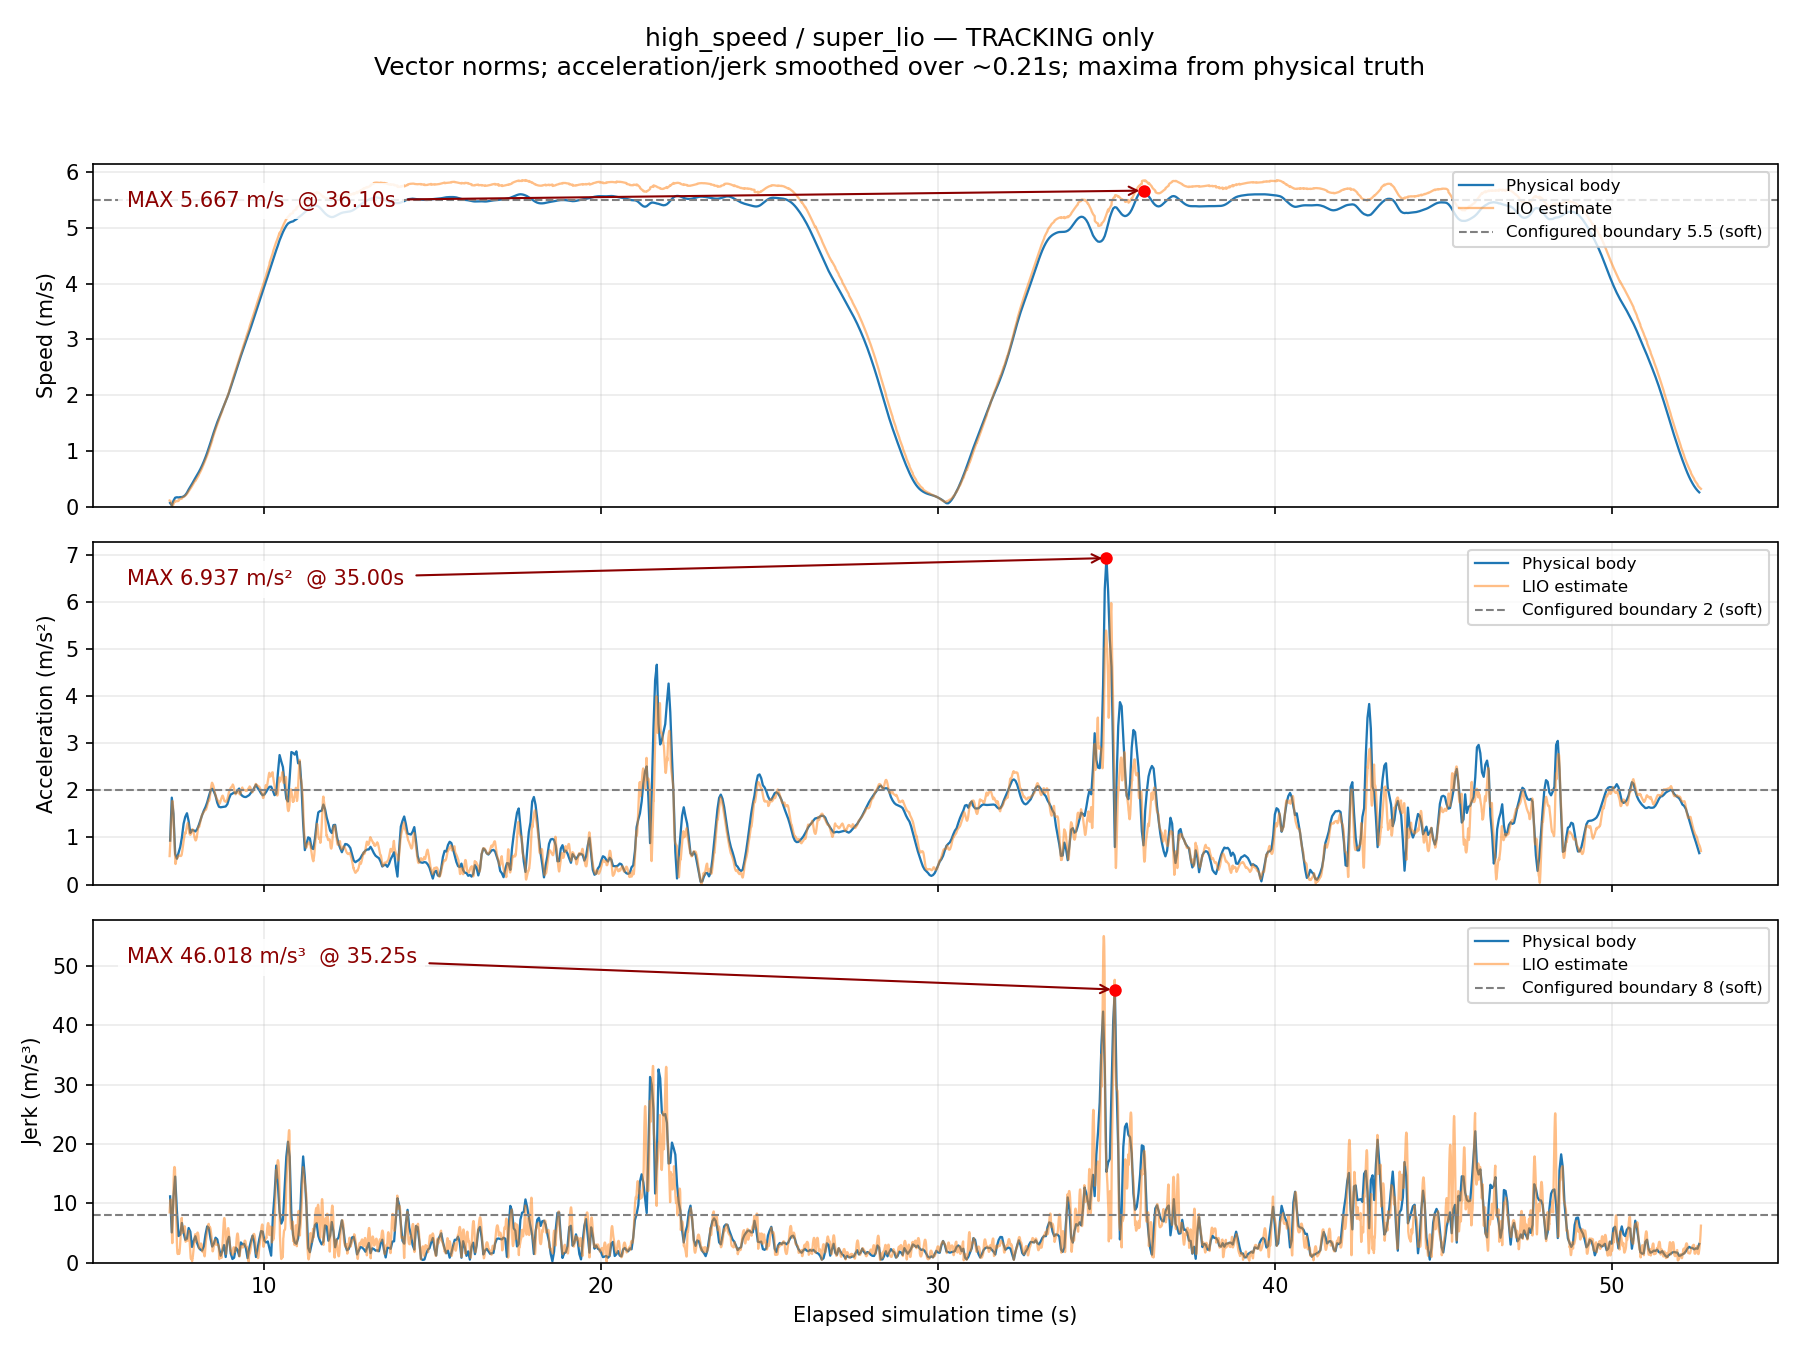 high_speed / super_lio — TRACKING only
Vector norms; acceleration/jerk smoothed over ~0.21s; maxima from physical truth
Speed (m/s)
6
5
4
3
2
1
0
MAX 5.667 m/s  @ 36.10s
Physical body
LIO estimate
Configured boundary 5.5 (soft)
Acceleration (m/s²)
7
6
5
4
3
2
1
0
MAX 6.937 m/s²  @ 35.00s
Physical body
LIO estimate
Configured boundary 2 (soft)
Jerk (m/s³)
50
40
30
20
10
0
MAX 46.018 m/s³  @ 35.25s
Physical body
LIO estimate
Configured boundary 8 (soft)
10
20
30
40
50
Elapsed simulation time (s)